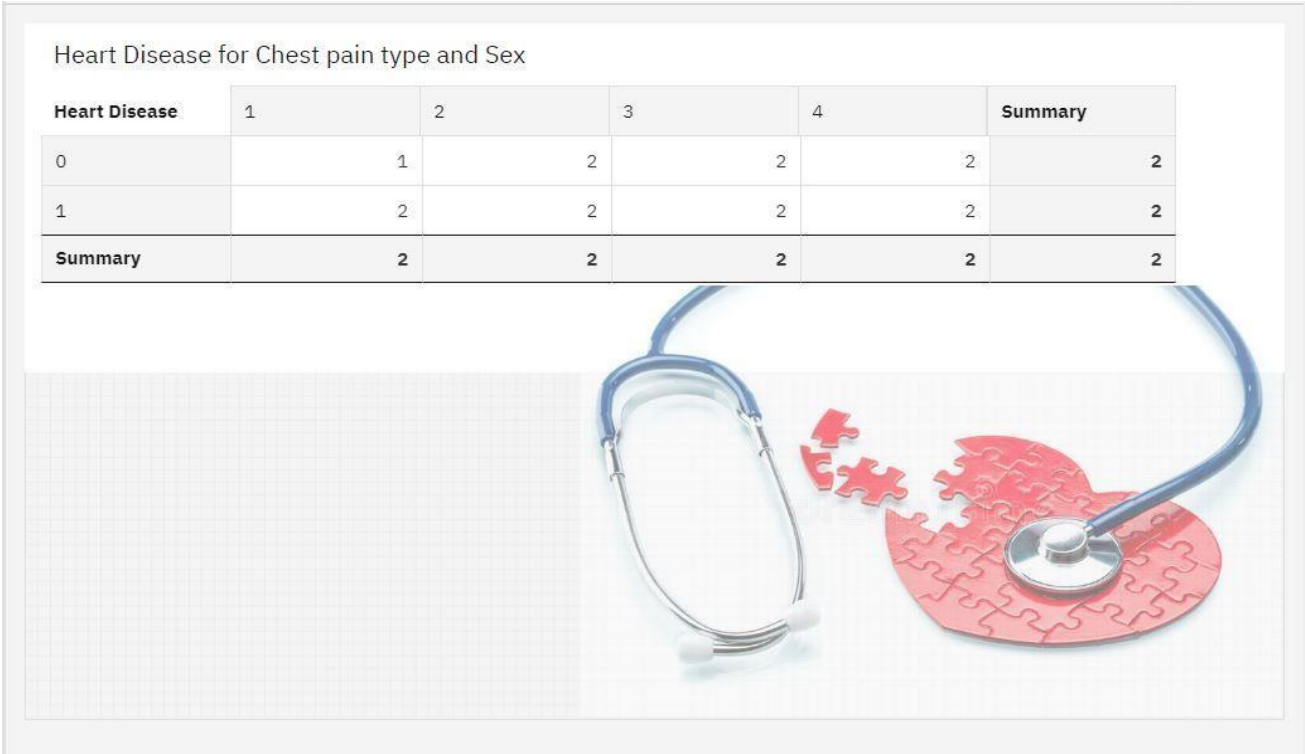 Heart Disease for Chest pain type and Sex
Heart Disease 1 2 3 4 Summary
0 1 2 2 2 2
1 2 2 2 2 2
Summary 2 2 2 2 2